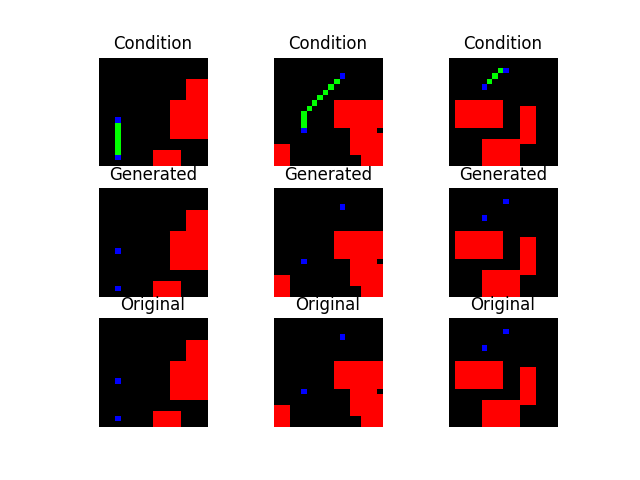 Condition Condition Condition
Generated Generated Generated
Original Original Original